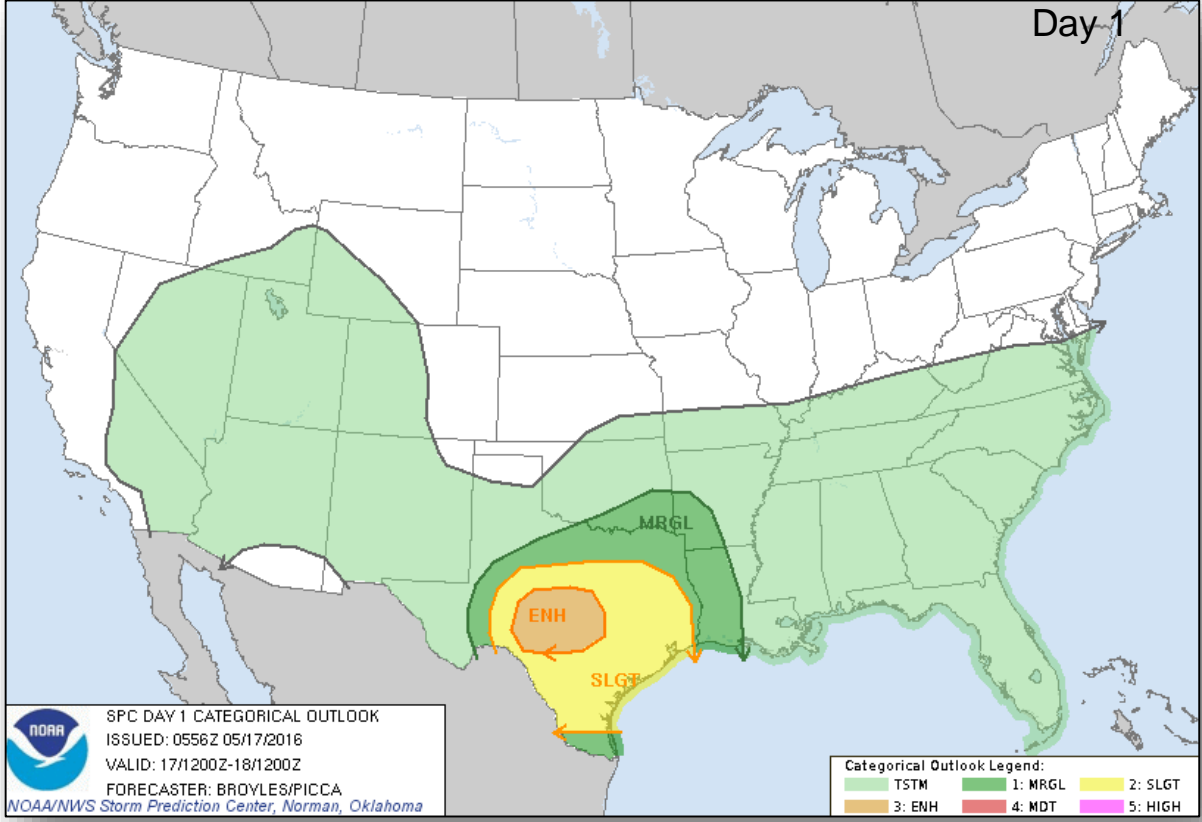 Day 1
MRGL
ENH
SLGT
NOAA
SPC DAY 1 CATEGORICAL OUTLOOK
ISSUED: 0556Z 05/17/2016
VALID: 17/1200Z-18/1200Z
FORECASTER: BROYLES/PICCA
NOAA/NWS Storm Prediction Center, Norman, Oklahoma
Categorical Outlook Legend:
TSTM 1: MRGL 2: SLGT
3: ENH 4: MDT 5: HIGH